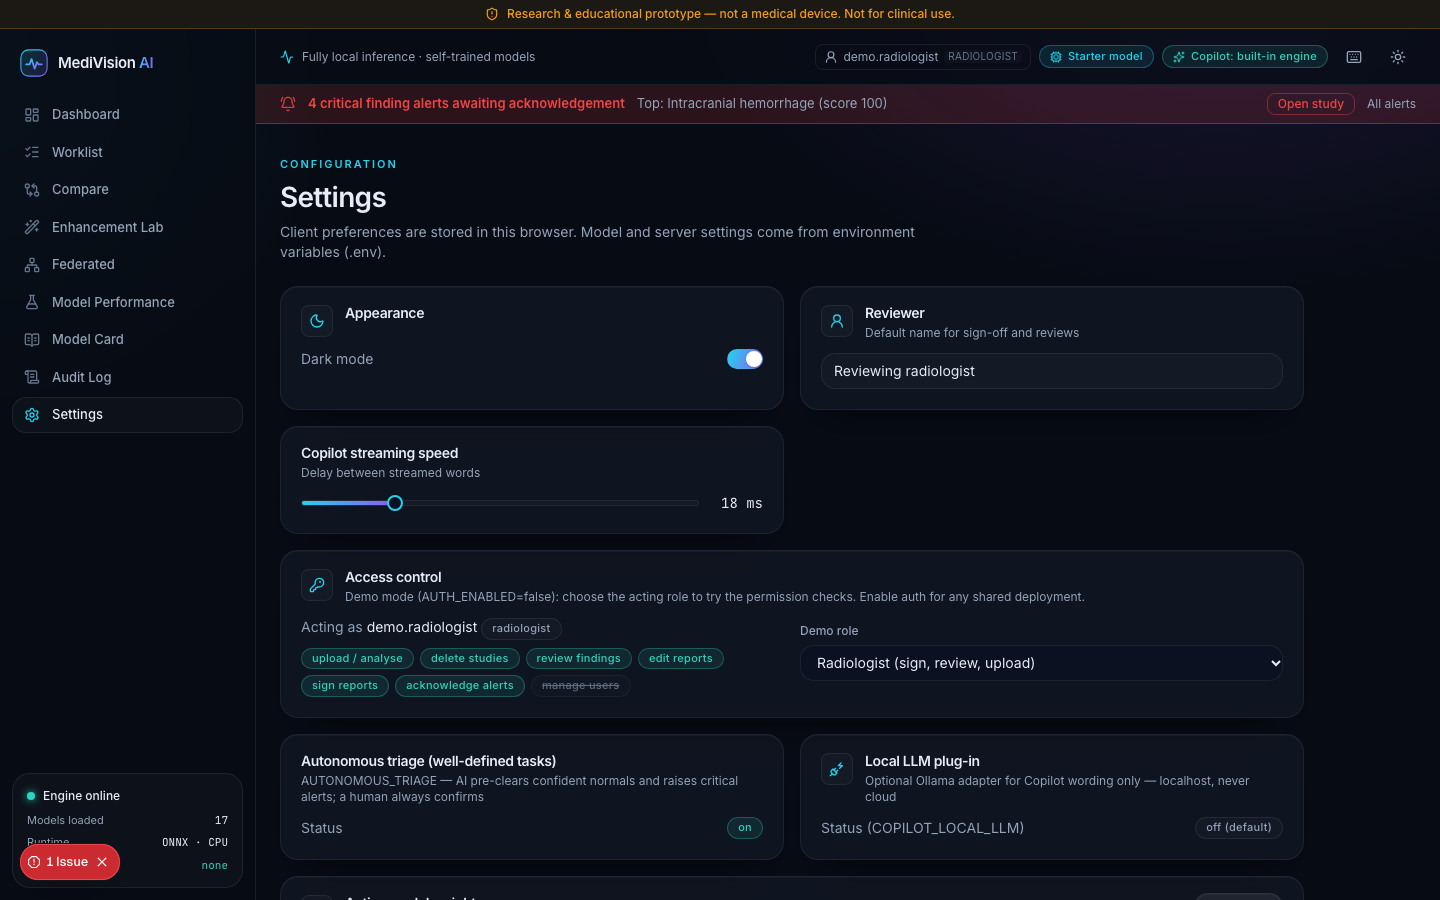 Research & educational prototype — not a medical device. Not for clinical use.
MediVision AI
Fully local inference · self-trained models
demo.radiologist RADIOLOGIST
Starter model
Copilot: built-in engine
4 critical finding alerts awaiting acknowledgement Top: Intracranial hemorrhage (score 100)
Open study
All alerts
Dashboard
Worklist
Compare
Enhancement Lab
Federated
Model Performance
Model Card
Audit Log
Settings
CONFIGURATION
Settings
Client preferences are stored in this browser. Model and server settings come from environment
variables (.env).
Appearance
Dark mode
Reviewer
Default name for sign-off and reviews
Reviewing radiologist
Copilot streaming speed
Delay between streamed words
18 ms
Access control
Demo mode (AUTH_ENABLED=false): choose the acting role to try the permission checks. Enable auth for any shared deployment.
Acting as demo.radiologist radiologist
upload / analyse
delete studies
review findings
edit reports
sign reports
acknowledge alerts
manage users
Demo role
Radiologist (sign, review, upload)
Autonomous triage (well-defined tasks)
AUTONOMOUS_TRIAGE — AI pre-clears confident normals and raises critical
alerts; a human always confirms
Status on
Local LLM plug-in
Optional Ollama adapter for Copilot wording only — localhost, never
cloud
Status (COPILOT_LOCAL_LLM) off (default)
Engine online
Models loaded 17
Runtime ONNX · CPU
none
1 Issue